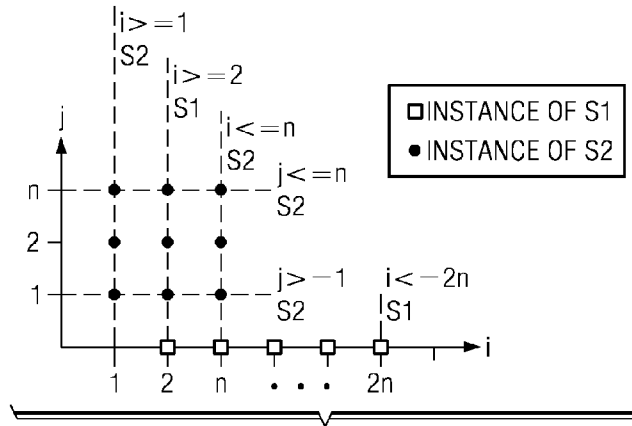 i>=1
S2
i>=2
S1
i<=n
S2
j
□ INSTANCE OF S1
● INSTANCE OF S2
j<=n
S2
n
2
j>-1
S2
i<-2n
S1
1
i
1 2 n • • • 2n